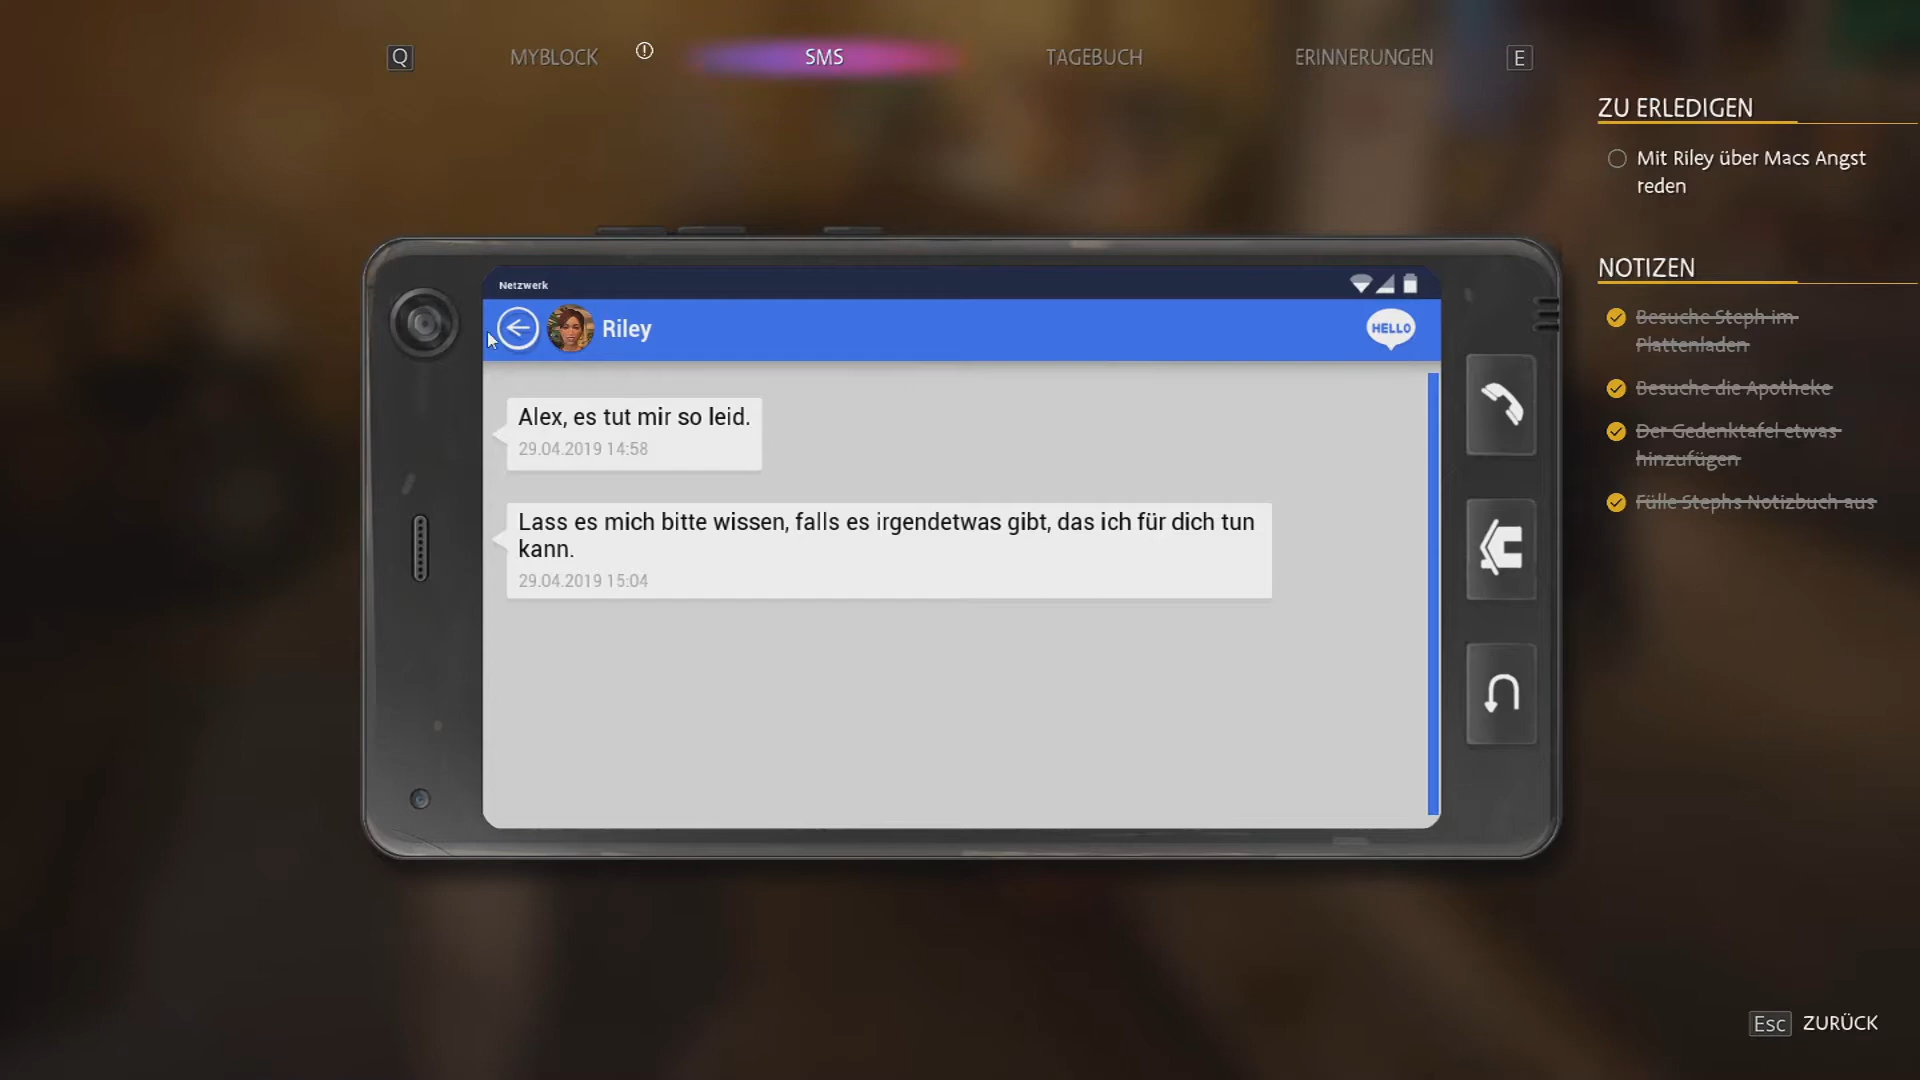 Q
MYBLOCK
SMS
TAGEBUCH
ERINNERUNGEN
E
ZU ERLEDIGEN
Mit Riley über Macs Angst
reden
NOTIZEN
Besuche Steph im
Plattenladen
Besuche die Apotheke
Der Gedenktafel etwas
hinzufügen
Fülle Stephs Notizbuch aus
Netzwerk
Riley
HELLO
Alex, es tut mir so leid.
29.04.2019 14:58
Lass es mich bitte wissen, falls es irgendetwas gibt, das ich für dich tun
kann.
29.04.2019 15:04
Esc ZURÜCK